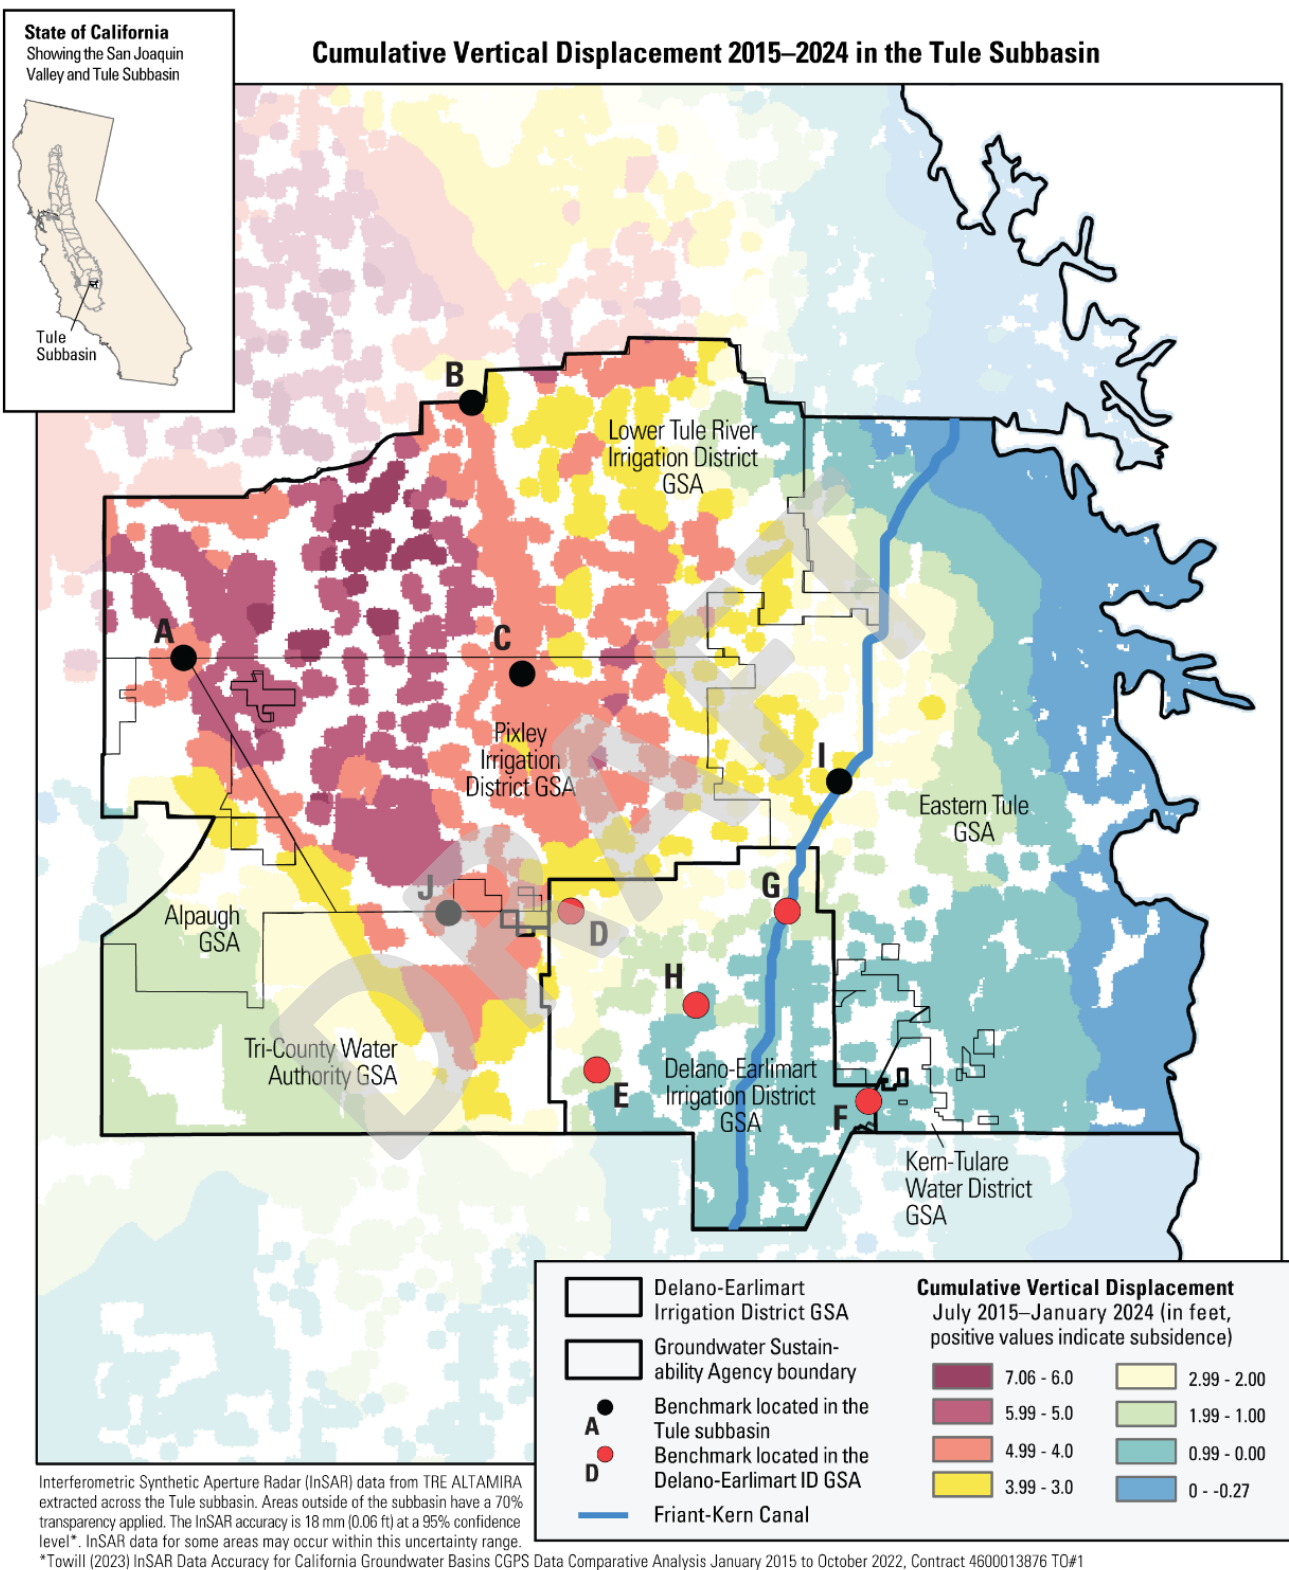 State of California
Showing the San Joaquin
Valley and Tule Subbasin
Tule
Subbasin
Cumulative Vertical Displacement 2015–2024 in the Tule Subbasin
B
Lower Tule River
Irrigation District
GSA
A
C
Pixley
Irrigation
District GSA
I
Eastern Tule
GSA
J
G
D
Alpaugh
GSA
H
Tri-County Water
Authority GSA
Delano-Earlimart
Irrigation District
GSA
E
F
Kern-Tulare
Water District
GSA
DRAFT
Delano-Earlimart
Irrigation District GSA
Groundwater Sustain-
ability Agency boundary
Benchmark located in the
Tule subbasin
A
Benchmark located in the
Delano-Earlimart ID GSA
D
Friant-Kern Canal
Cumulative Vertical Displacement
July 2015–January 2024 (in feet,
positive values indicate subsidence)
7.06 - 6.0
5.99 - 5.0
4.99 - 4.0
3.99 - 3.0
2.99 - 2.00
1.99 - 1.00
0.99 - 0.00
0 - -0.27
Interferometric Synthetic Aperture Radar (InSAR) data from TRE ALTAMIRA
extracted across the Tule subbasin. Areas outside of the subbasin have a 70%
transparency applied. The InSAR accuracy is 18 mm (0.06 ft) at a 95% confidence
level*. InSAR data for some areas may occur within this uncertainty range.
*Towill (2023) InSAR Data Accuracy for California Groundwater Basins CGPS Data Comparative Analysis January 2015 to October 2022, Contract 4600013876 TO#1